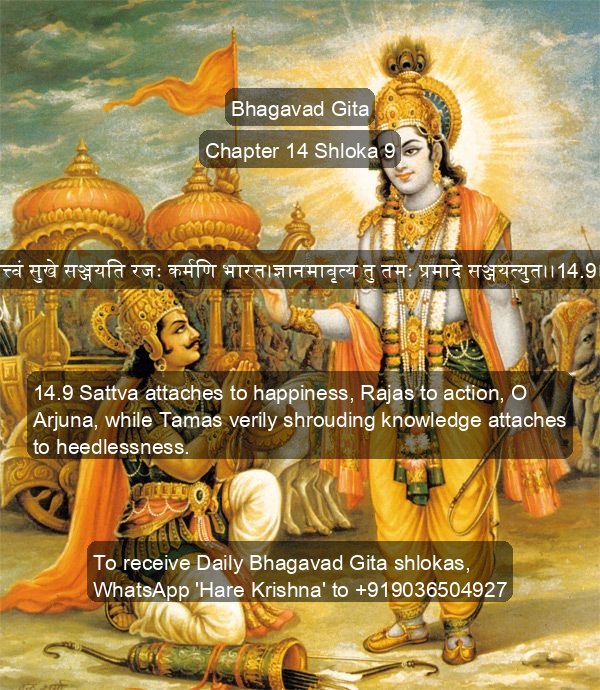 Bhagavad Gita
Chapter 14 Shloka 9
त्त्वं सुखे सञ्जयति रजः कर्मणि भारत।ज्ञानमावृत्य तु तमः प्रमादे सञ्जयत्युत।।14.9।
14.9 Sattva attaches to happiness, Rajas to action, O
Arjuna, while Tamas verily shrouding knowledge attaches
to heedlessness.
To receive Daily Bhagavad Gita shlokas,
WhatsApp 'Hare Krishna' to +919036504927